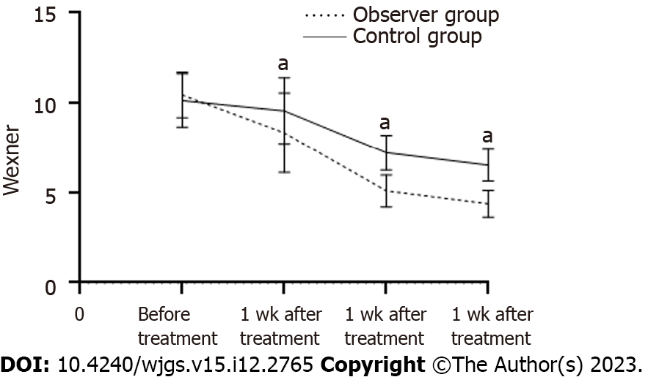 15
Observer group
Control group
a
10
a
a
Wexner
5
0
0
Before treatment
1 wk after treatment
1 wk after treatment
1 wk after treatment
DOI: 10.4240/wjgs.v15.i12.2765 Copyright ©The Author(s) 2023.